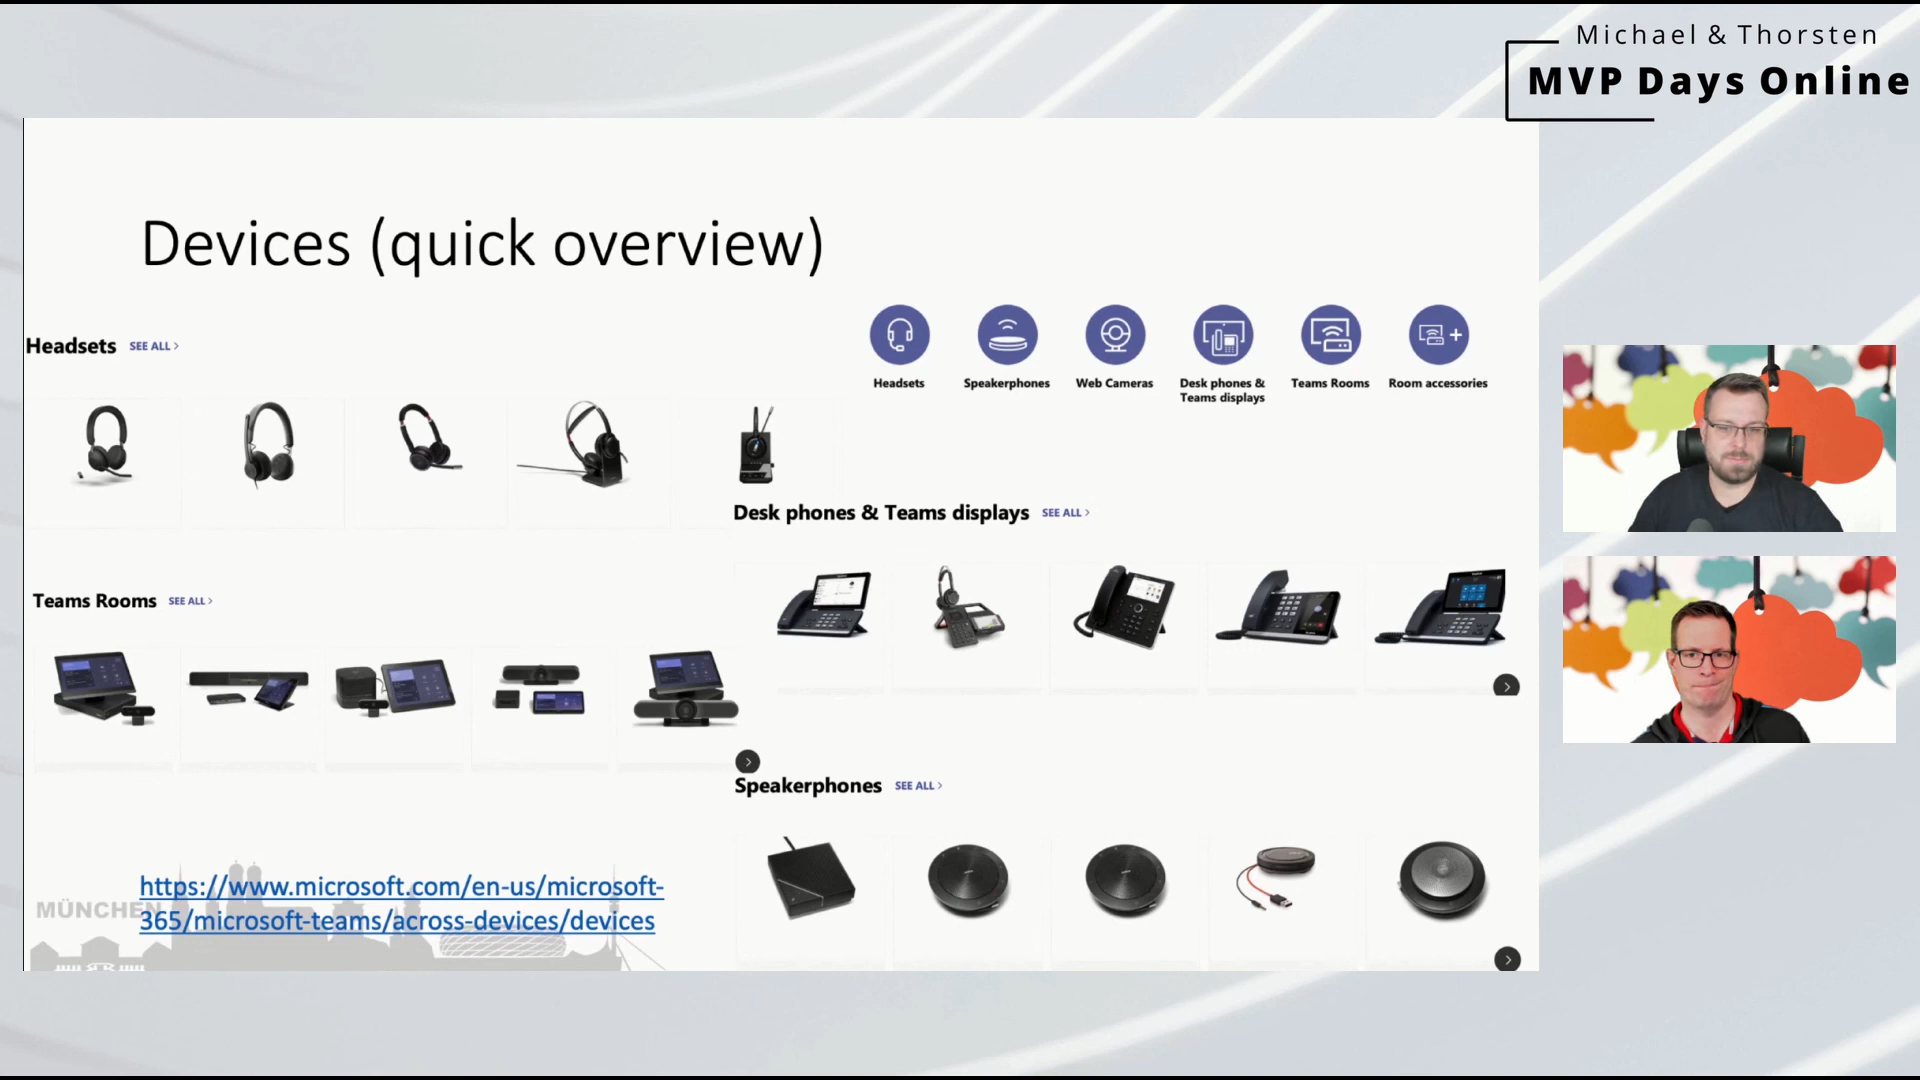 Michael & Thorsten
MVP Days Online
Devices (quick overview)
Headsets SEE ALL >
Headsets
Speakerphones
Web Cameras
Desk phones &
Teams displays
Teams Rooms
Room accessories
Desk phones & Teams displays SEE ALL >
Teams Rooms SEE ALL >
Speakerphones SEE ALL >
MÜNCHEN
https://www.microsoft.com/en-us/microsoft-
365/microsoft-teams/across-devices/devices